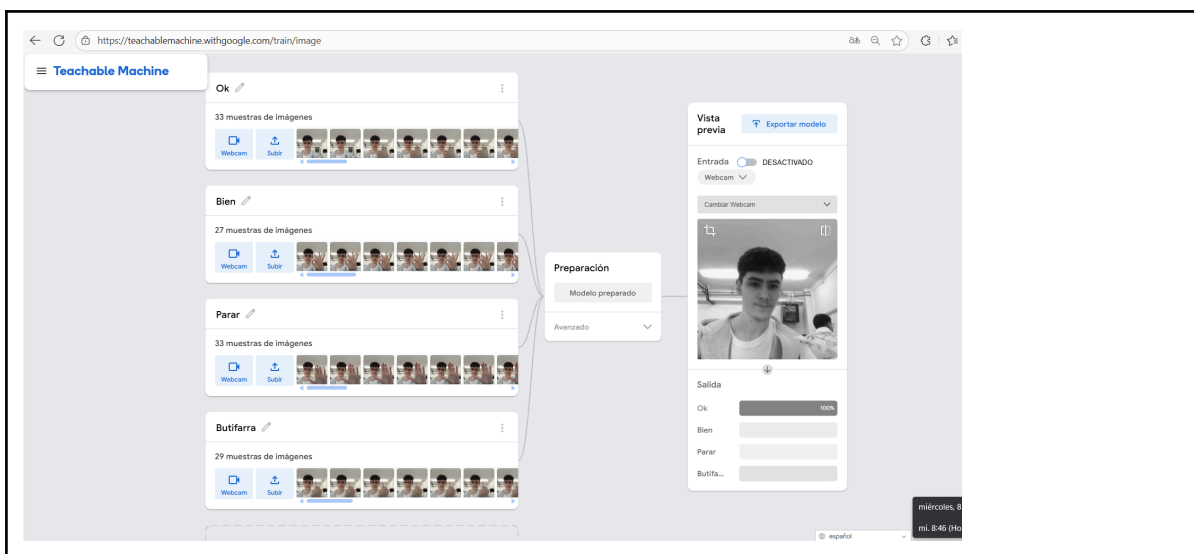 https://teachablemachine.withgoogle.com/train/image
Teachable Machine
Ok
33 muestras de imágenes
Webcam
Subir
Bien
27 muestras de imágenes
Webcam
Subir
Parar
33 muestras de imágenes
Webcam
Subir
Butifarra
29 muestras de imágenes
Webcam
Subir
Preparación
Modelo preparado
Avanzado
Vista previa
Exportar modelo
Entrada
DESACTIVADO
Webcam
Cambiar Webcam
Salida
Ok
100%
Bien
Parar
Butifa...
español
miércoles, 8
mi. 8:46 (Ho